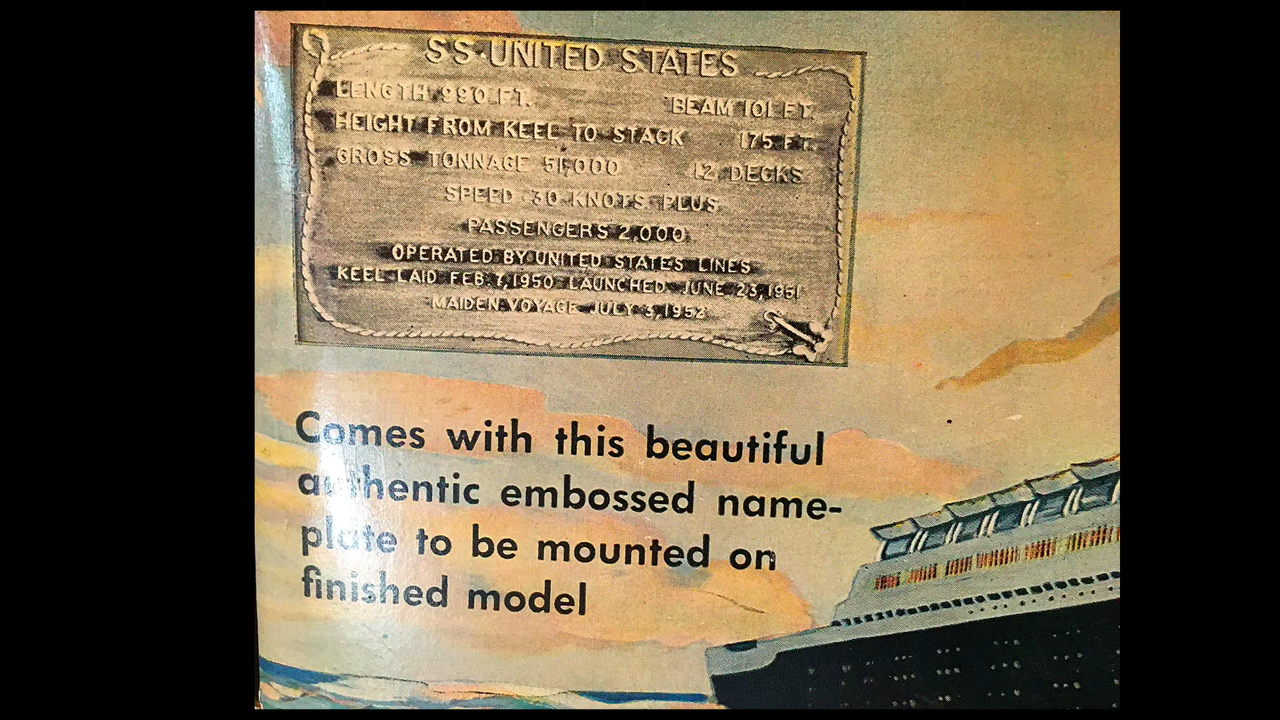 SS·UNITED STATES
LENGTH 990 FT. BEAM 101 FT.
HEIGHT FROM KEEL TO STACK 175 FT.
GROSS TONNAGE 51,000 12 DECKS
SPEED 30 KNOTS PLUS
PASSENGERS 2,000
OPERATED BY UNITED STATES LINES
KEEL LAID FEB. 7, 1950 LAUNCHED JUNE 23, 1951
MAIDEN VOYAGE JULY 3, 1952
Comes with this beautiful
authentic embossed name-
plate to be mounted on
finished model